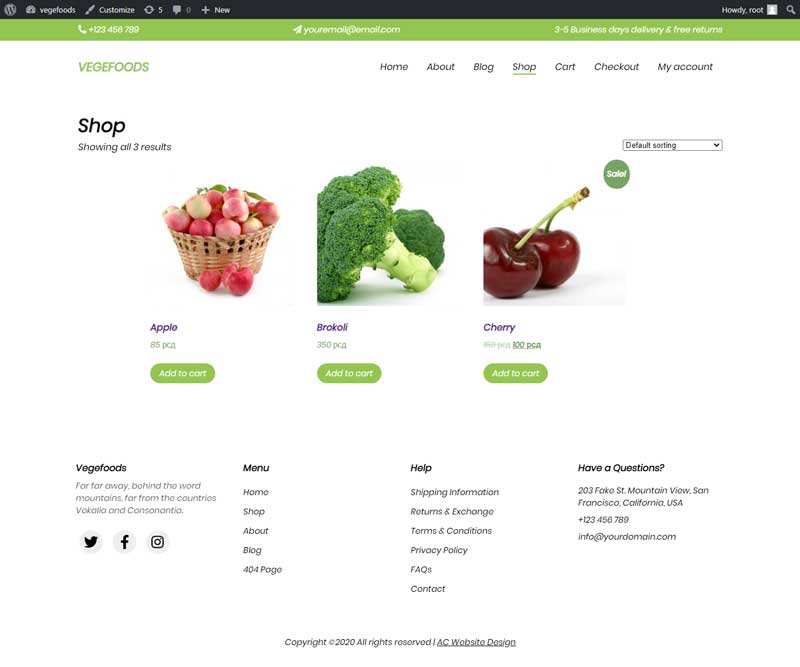 vegefoods Customize 5 0 New Howdy, root
+123 456 789 youremail@email.com 3-5 Business days delivery & free returns
VEGEFOODS Home About Blog Shop Cart Checkout My account
Shop
Showing all 3 results Default sorting
Sale!
Apple Brokoli Cherry
85 рсд 350 рсд 150 рсд 100 рсд
Add to cart Add to cart Add to cart
Vegefoods
Far far away, behind the word
mountains, far from the countries
Vokalia and Consonantia.
Menu
Home
Shop
About
Blog
404 Page
Help
Shipping Information
Returns & Exchange
Terms & Conditions
Privacy Policy
FAQs
Contact
Have a Questions?
203 Fake St. Mountain View, San
Francisco, California, USA
+123 456 789
info@yourdomain.com
Copyright ©2020 All rights reserved | AC Website Design